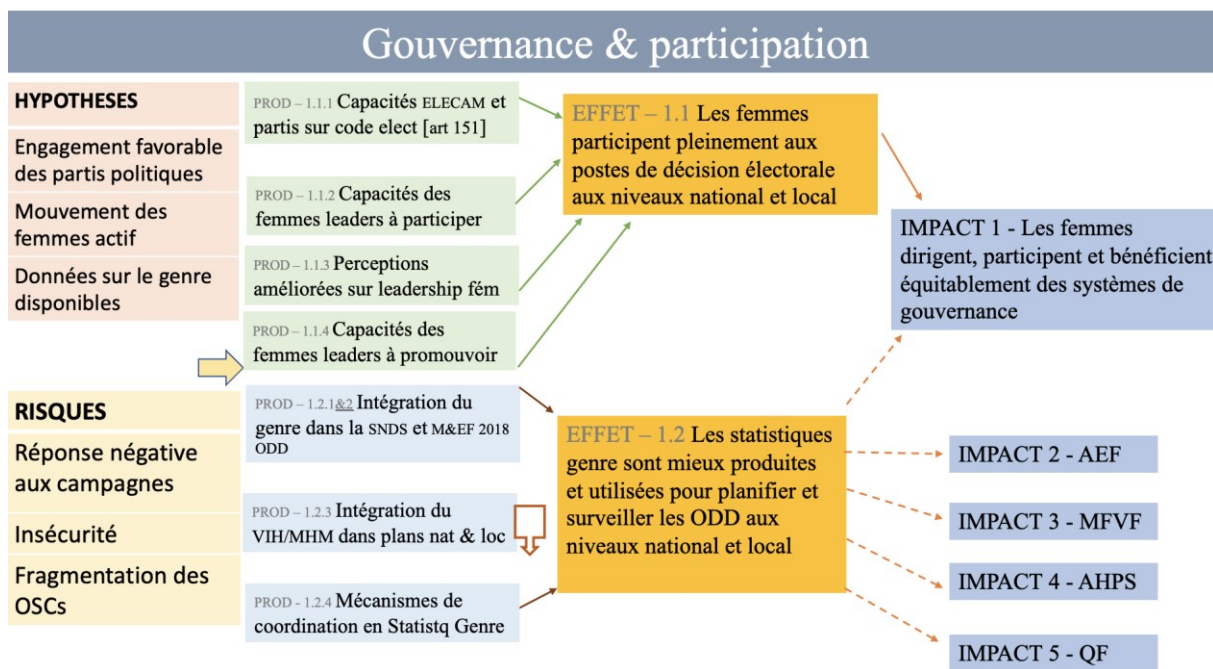 Gouvernance & participation
HYPOTHESES
Engagement favorable
des partis politiques
Mouvement des
femmes actif
Données sur le genre
disponibles
RISQUES
Réponse négative
aux campagnes
Insécurité
Fragmentation des
OSCs
PROD – 1.1.1 Capacités ELECAM et
partis sur code elect [art 151]
PROD – 1.1.2 Capacités des
femmes leaders à participer
PROD – 1.1.3 Perceptions
améliorées sur leadership fém
PROD – 1.1.4 Capacités des
femmes leaders à promouvoir
PROD – 1.2.1&2 Intégration du
genre dans la SNDS et M&EF 2018
ODD
PROD – 1.2.3 Intégration du
VIH/MHM dans plans nat & loc
PROD - 1.2.4 Mécanismes de
coordination en Statistq Genre
EFFET – 1.1 Les femmes
participent pleinement aux
postes de décision électorale
aux niveaux national et local
EFFET – 1.2 Les statistiques
genre sont mieux produites
et utilisées pour planifier et
surveiller les ODD aux
niveaux national et local
IMPACT 1 - Les femmes
dirigent, participent et bénéficient
équitablement des systèmes de
gouvernance
IMPACT 2 - AEF
IMPACT 3 - MFVF
IMPACT 4 - AHPS
IMPACT 5 - QF